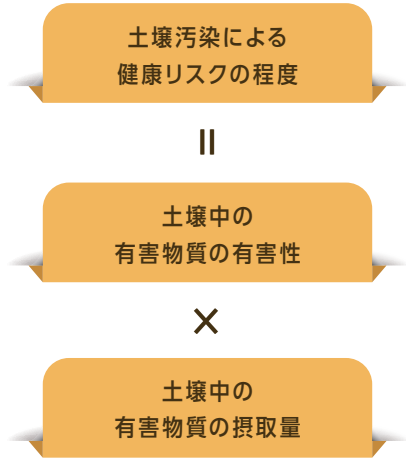 土壌汚染による
健康リスクの程度
=
土壌中の
有害物質の有害性
×
土壌中の
有害物質の摂取量